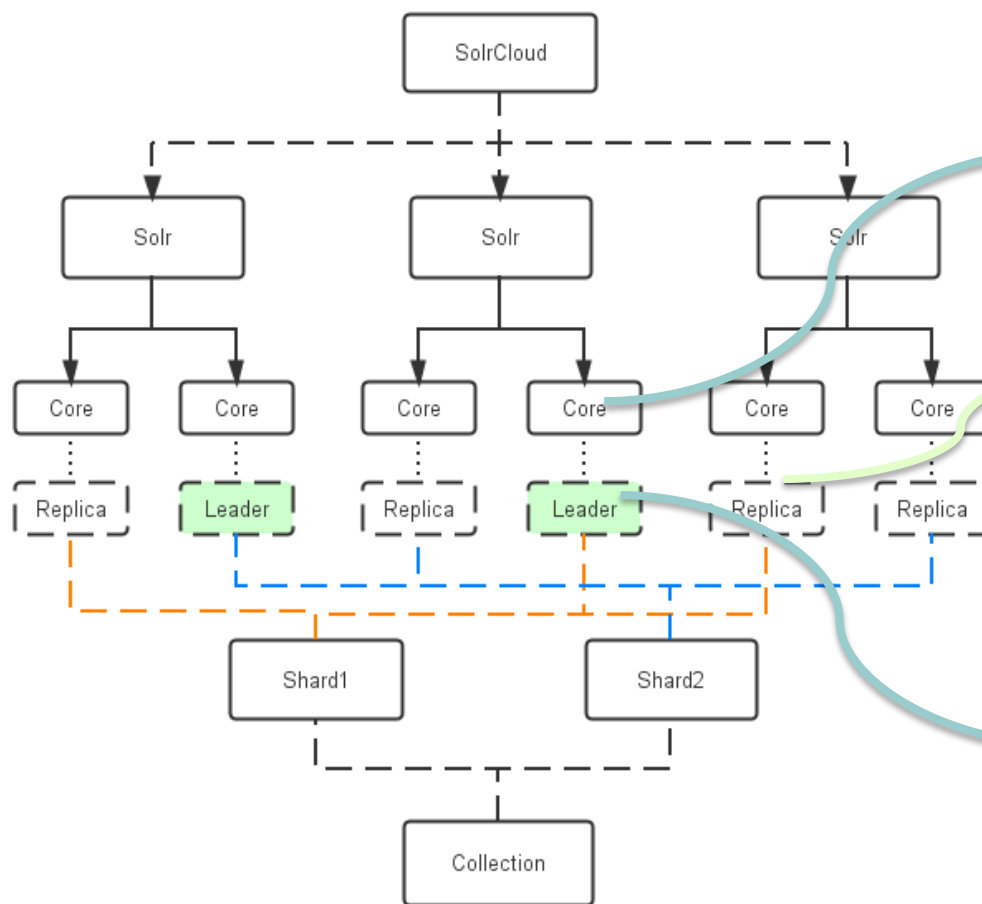 SolrCloud
Solr
Solr
Solr
Core
Core
Core
Core
Core
Core
Replica
Leader
Replica
Leader
Replica
Replica
Shard1
Shard2
Collection